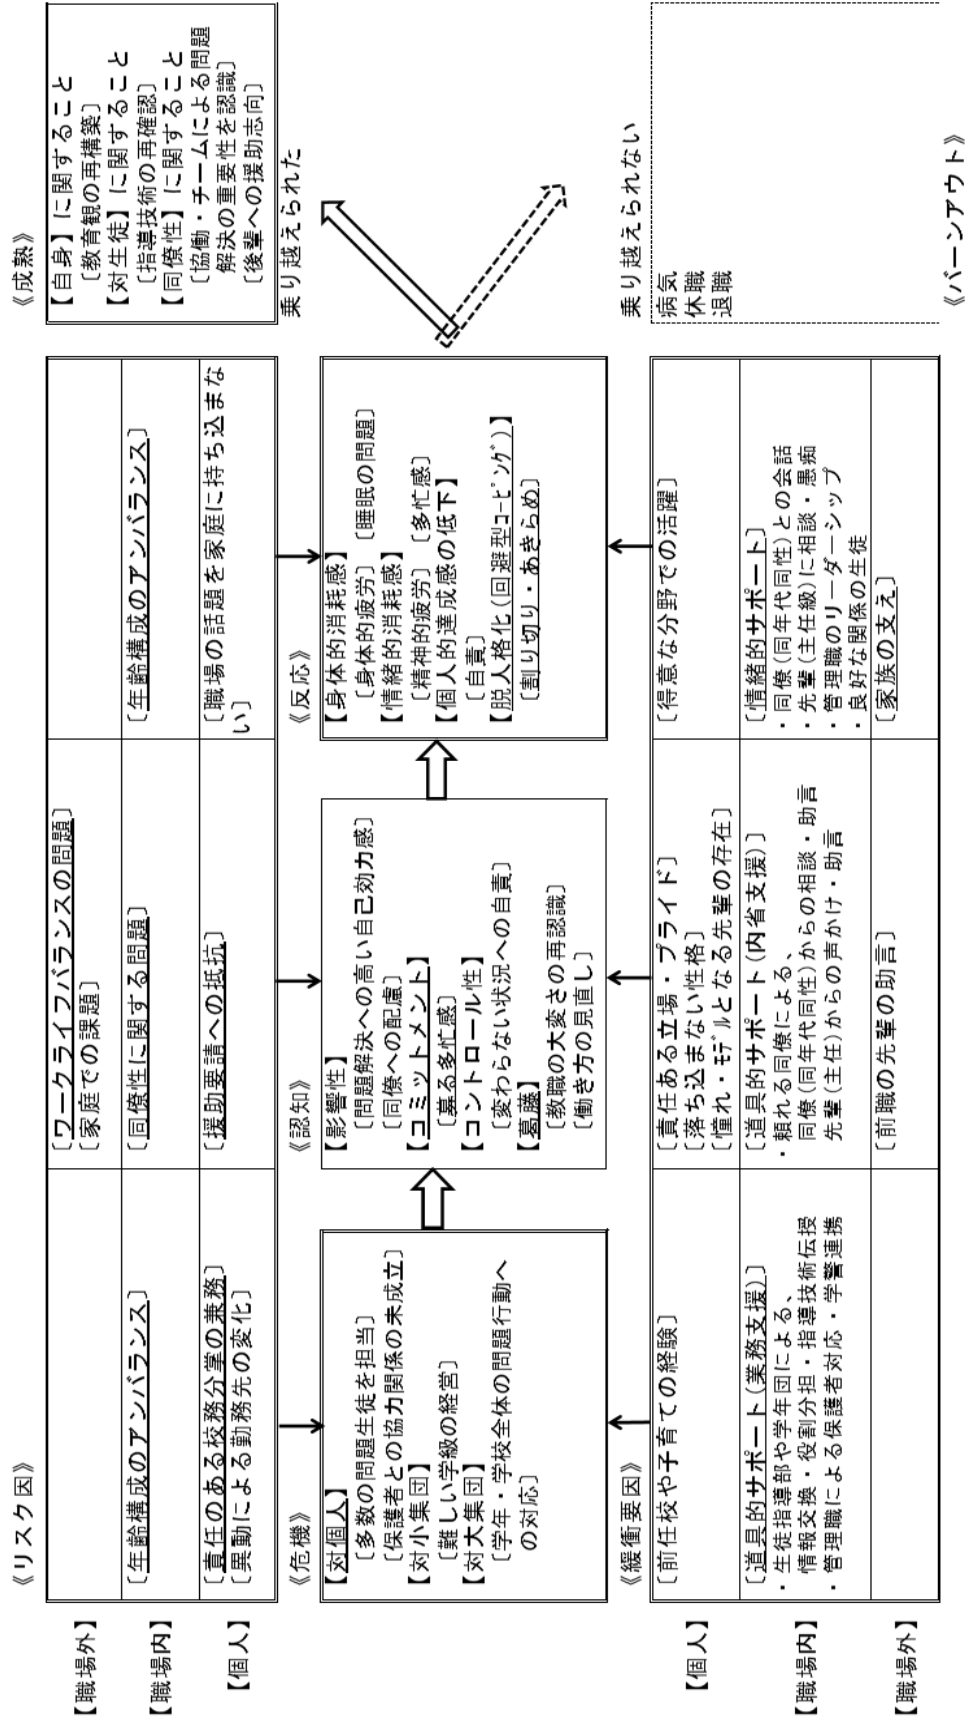 《リスク因》
【職場外】
［ワークライフバランスの問題］
［家庭での課題］
【職場内】
［年齢構成のアンバランス］
［同僚性に関する問題］
［年齢構成のアンバランス］
【個人】
［責任のある校務分掌の兼務］
［異動による勤務先の変化］
［援助要請への抵抗］
［職場の話題を家庭に持ち込まな
い］
《危機》
【対個人】
［多数の問題生徒を担当］
［保護者との協力関係の未成立］
【対小集団】
［難しい学級の経営］
【対大集団】
［学年・学校全体の問題行動へ
の対応］
《認知》
【影響性】
［問題解決への高い自己効力感］
［同僚への配慮］
【コミットメント】
［募る多忙感］
【コントロール性】
［変わらない状況への自責］
【葛藤】
［教職の大変さの再認識］
［働き方の見直し］
《反応》
【身体的消耗感】
［身体的疲労］ ［睡眠の問題］
【情緒的消耗感】
［精神的疲労］ ［多忙感］
【個人的達成感の低下】
［自責］
【脱人格化(回避型ｺｰﾋﾟﾝｸﾞ)】
［割り切り・あきらめ］
《成熟》
【自身】に関すること
［教育観の再構築］
【対生徒】に関すること
［指導技術の再確認］
【同僚性】に関すること
［協働・チームによる問題
解決の重要性を認識］
［後輩への援助志向］
乗り越えられた
乗り越えられない
病気
休職
退職
《バーンアウト》
《緩衝要因》
【個人】
［前任校や子育ての経験］
［責任ある立場・プライド］
［落ち込まない性格］
［憧れ・ﾓﾃﾞﾙとなる先輩の存在］
［得意な分野での活躍］
【職場内】
［道具的サポート(業務支援)］
・生徒指導部や学年団による、
情報交換・役割分担・指導技術伝授
・管理職による保護者対応・学警連携
［道具的サポート(内省支援)］
・頼れる同僚による、
同僚(同年代同性)からの相談・助言
先輩(主任)からの声かけ・助言
［情緒的サポート］
・同僚(同年代同性)との会話
・先輩(主任級)に相談・愚痴
・管理職のリーダーシップ
・良好な関係の生徒
【職場外】
［前職の先輩の助言］
［家族の支え］